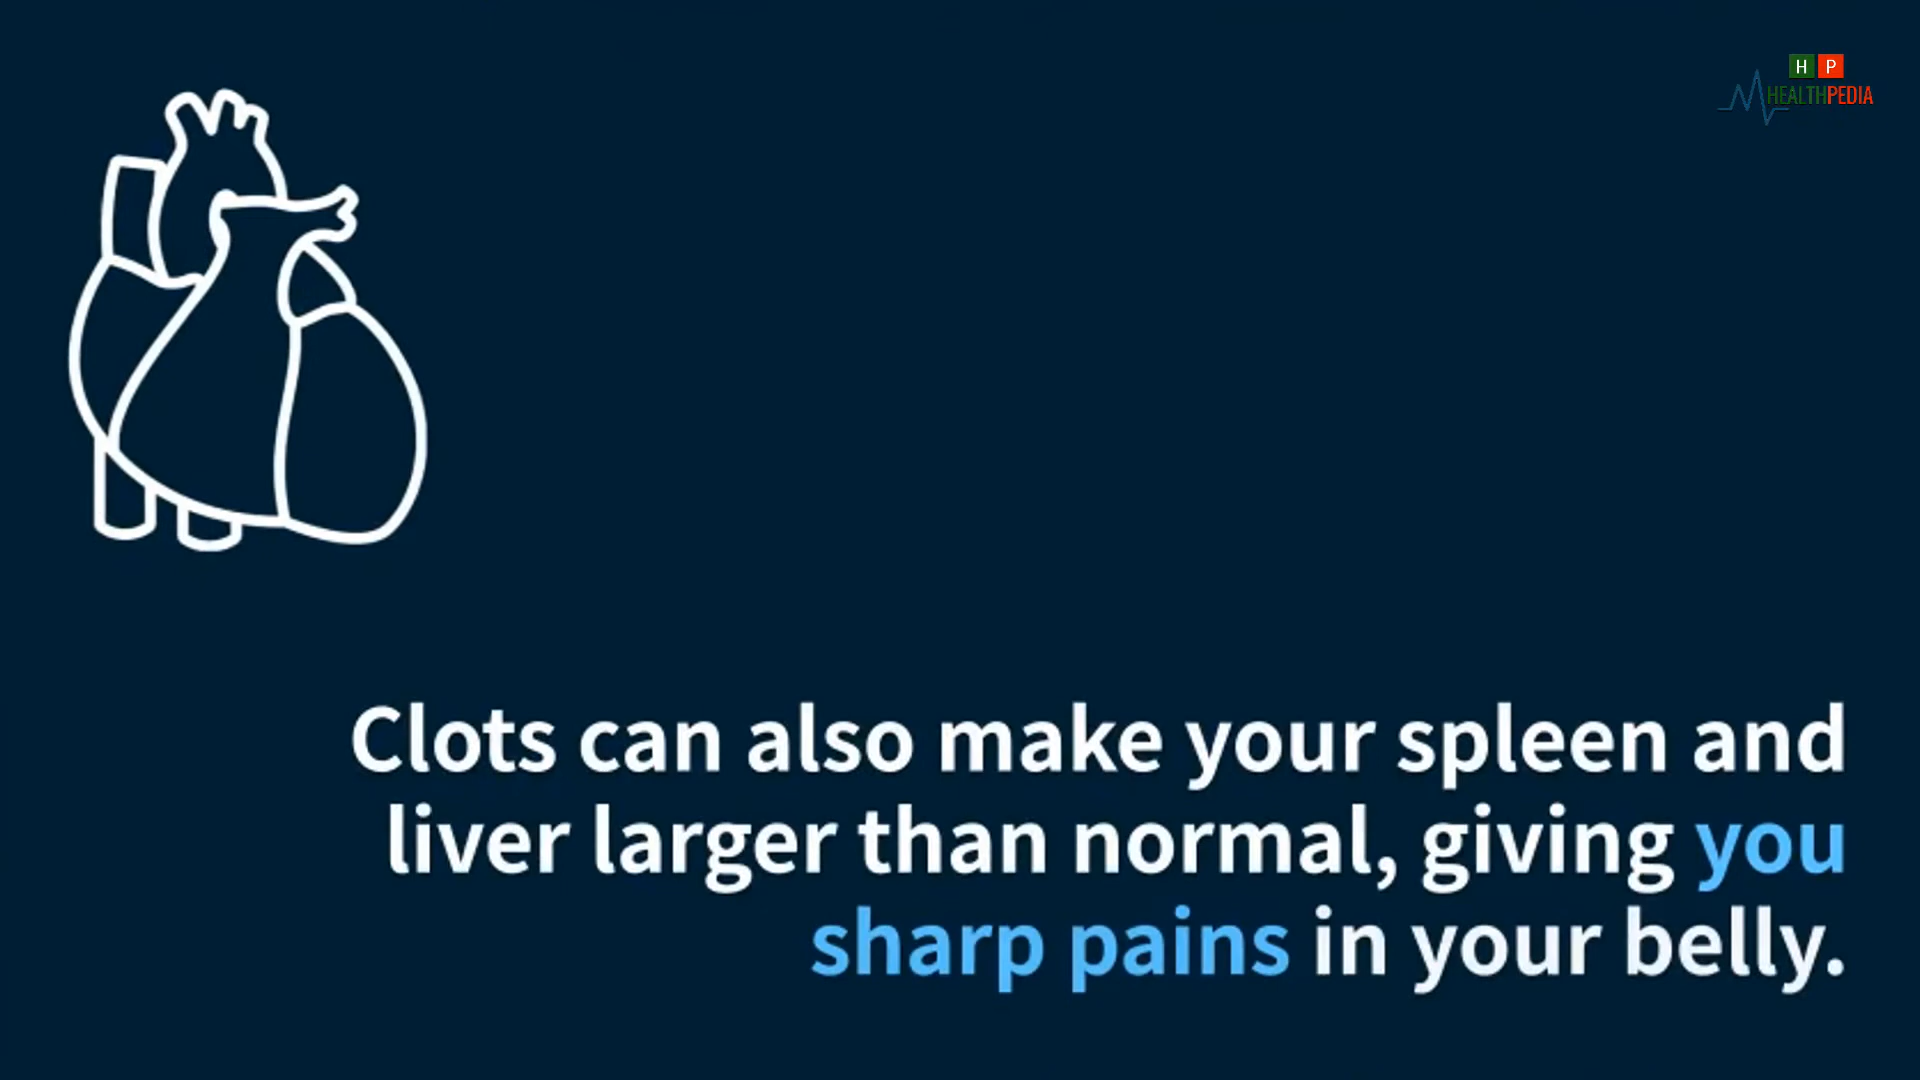 H P
HEALTHPEDIA
Clots can also make your spleen and
liver larger than normal, giving you
sharp pains in your belly.